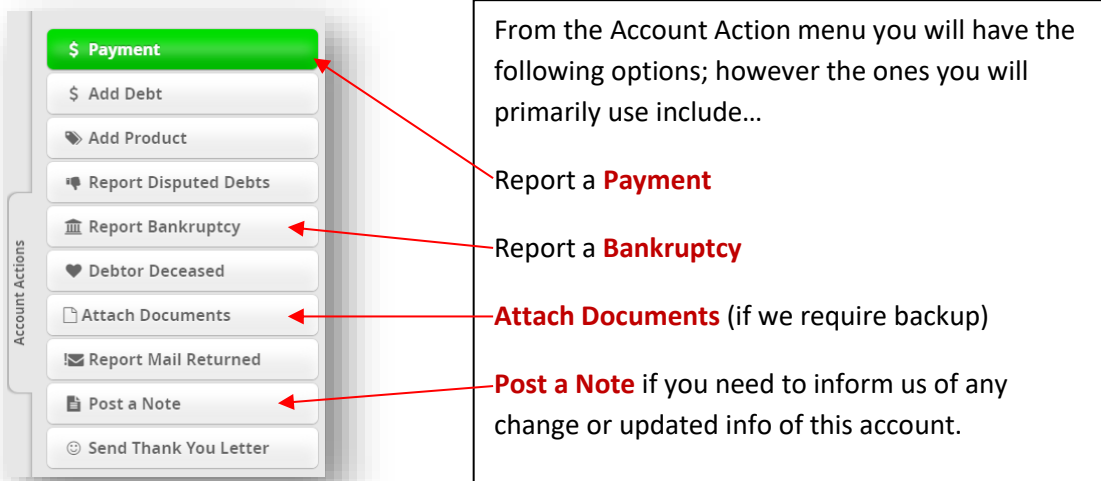 $ Payment
$ Add Debt
Add Product
Report Disputed Debts
Report Bankruptcy
Debtor Deceased
Attach Documents
Report Mail Returned
Post a Note
Send Thank You Letter
Account Actions
From the Account Action menu you will have the
following options; however the ones you will
primarily use include…
Report a Payment
Report a Bankruptcy
Attach Documents (if we require backup)
Post a Note if you need to inform us of any
change or updated info of this account.